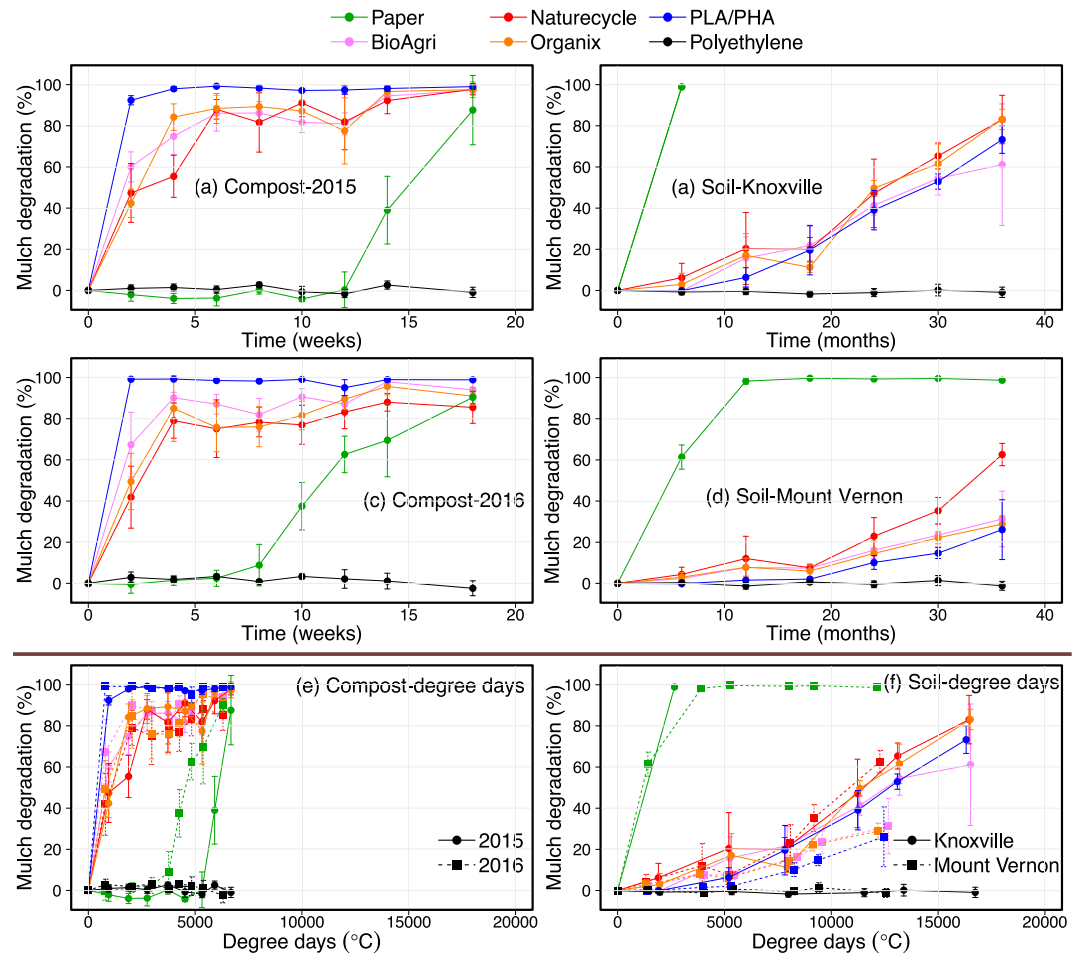 Paper Naturecycle PLA/PHA
BioAgri Organix Polyethylene
Mulch degradation (%)
100
80
60
40
20
0
(a) Compost-2015
0 5 10 15 20
Time (weeks)
Mulch degradation (%)
100
80
60
40
20
0
(a) Soil-Knoxville
0 10 20 30 40
Time (months)
Mulch degradation (%)
100
80
60
40
20
0
(c) Compost-2016
0 5 10 15 20
Time (weeks)
Mulch degradation (%)
100
80
60
40
20
0
(d) Soil-Mount Vernon
0 10 20 30 40
Time (months)
Mulch degradation (%)
100
80
60
40
20
0
(e) Compost-degree days
2015
2016
0 5000 10000 15000 20000
Degree days (°C)
Mulch degradation (%)
100
80
60
40
20
0
(f) Soil-degree days
Knoxville
Mount Vernon
0 5000 10000 15000 20000
Degree days (°C)